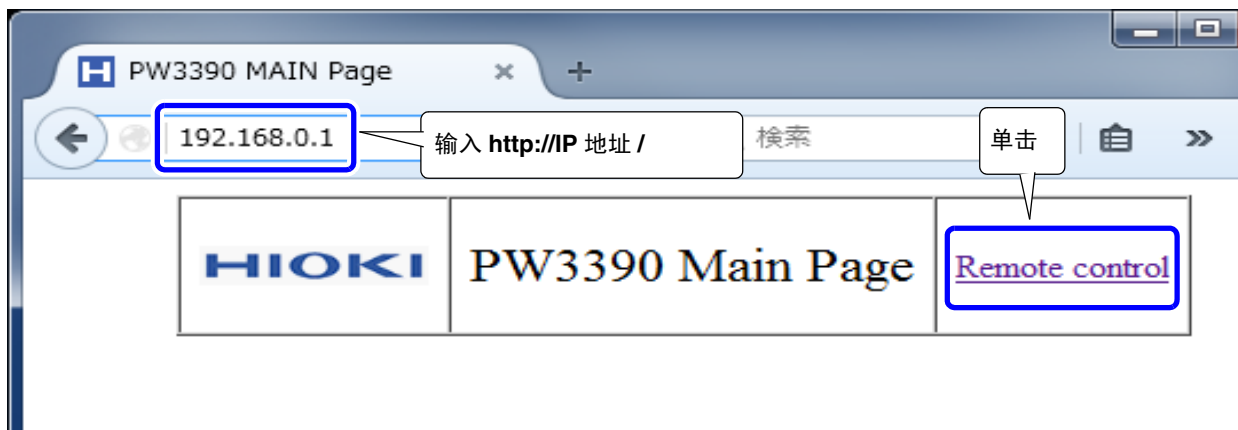 PW3390 MAIN Page
192.168.0.1
输入 http://IP 地址 /
検索
单击
HIOKI
PW3390 Main Page
Remote control